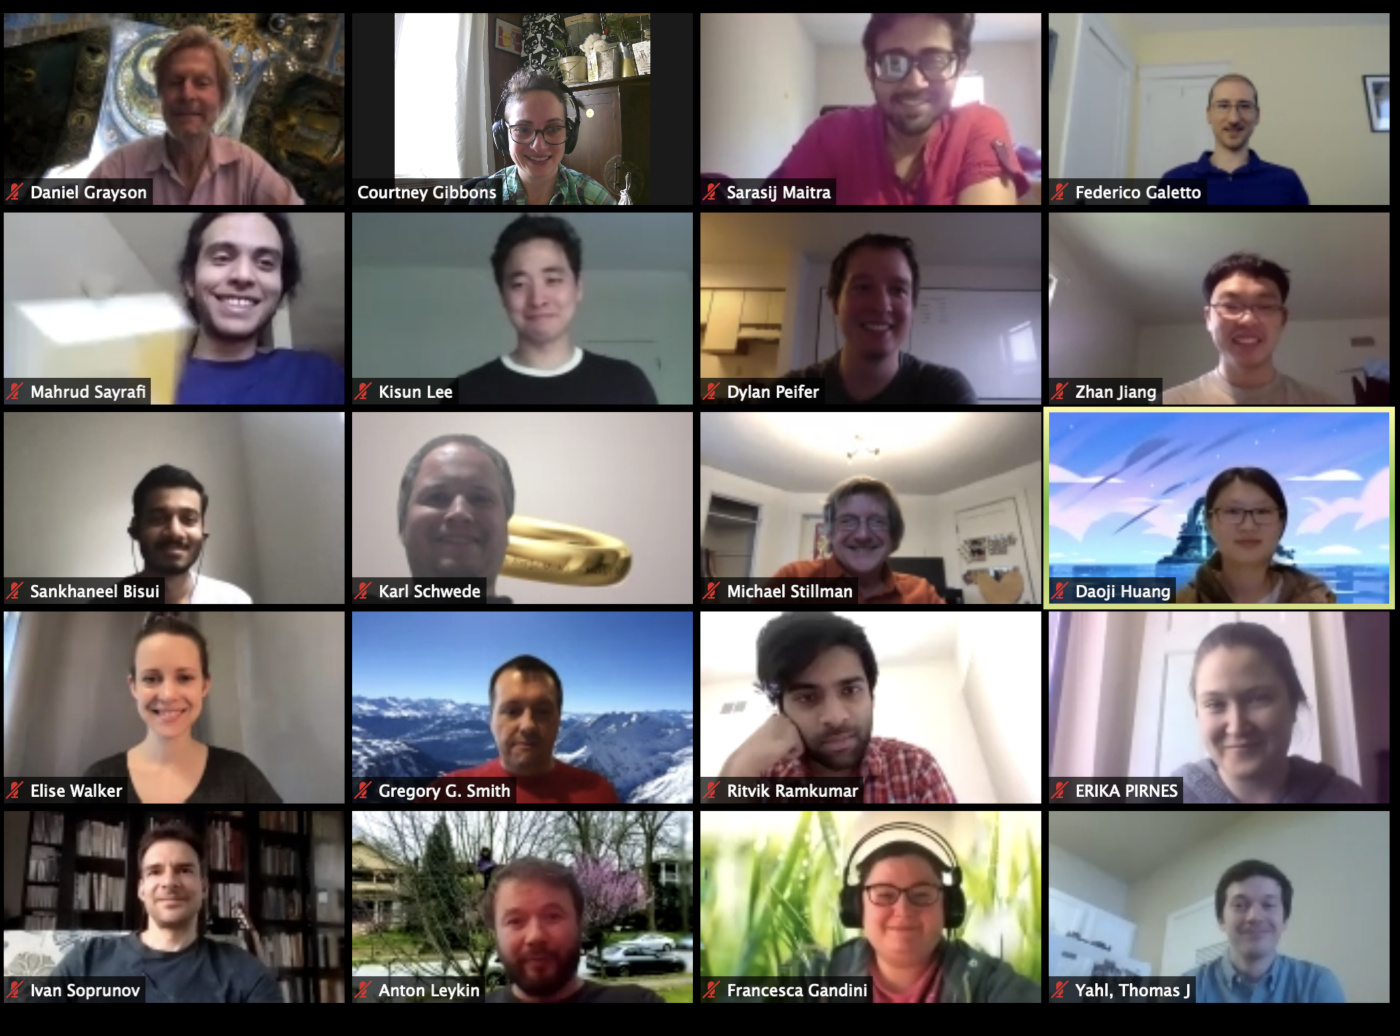 Daniel Grayson
Courtney Gibbons
Sarasij Maitra
Federico Galetto
Mahrud Sayrafi
Kisun Lee
Dylan Peifer
Zhan Jiang
Sankhaneel Bisui
Karl Schwede
Michael Stillman
Daoji Huang
Elise Walker
Gregory G. Smith
Ritvik Ramkumar
ERIKA PIRNES
Ivan Soprunov
Anton Leykin
Francesca Gandini
Yahl, Thomas J